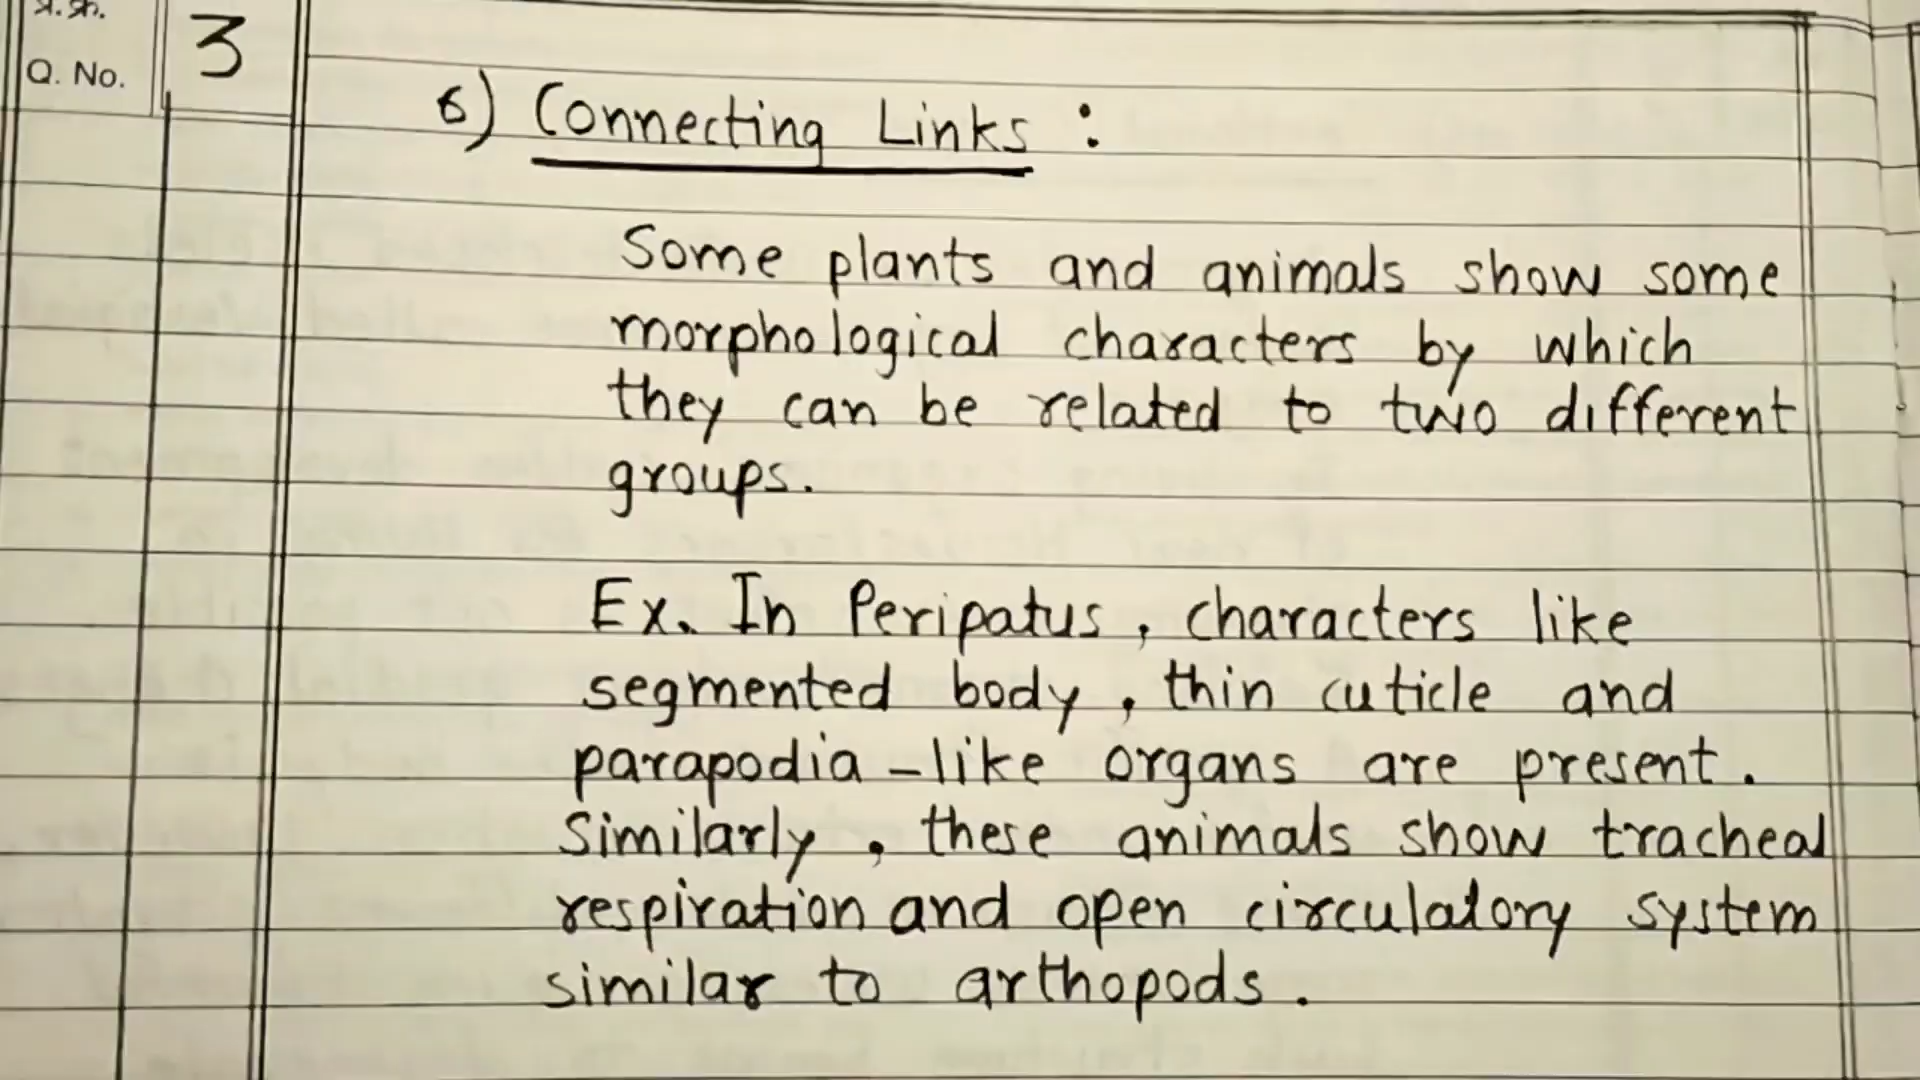 Q. No.
3
6) Connecting Links :
Some plants and animals show some
morphological characters by which
they can be related to two different
groups.
Ex. In Peripatus, characters like
segmented body, thin cuticle and
parapodia-like organs are present.
Similarly, these animals show tracheal
respiration and open circulatory system
similar to arthopods.